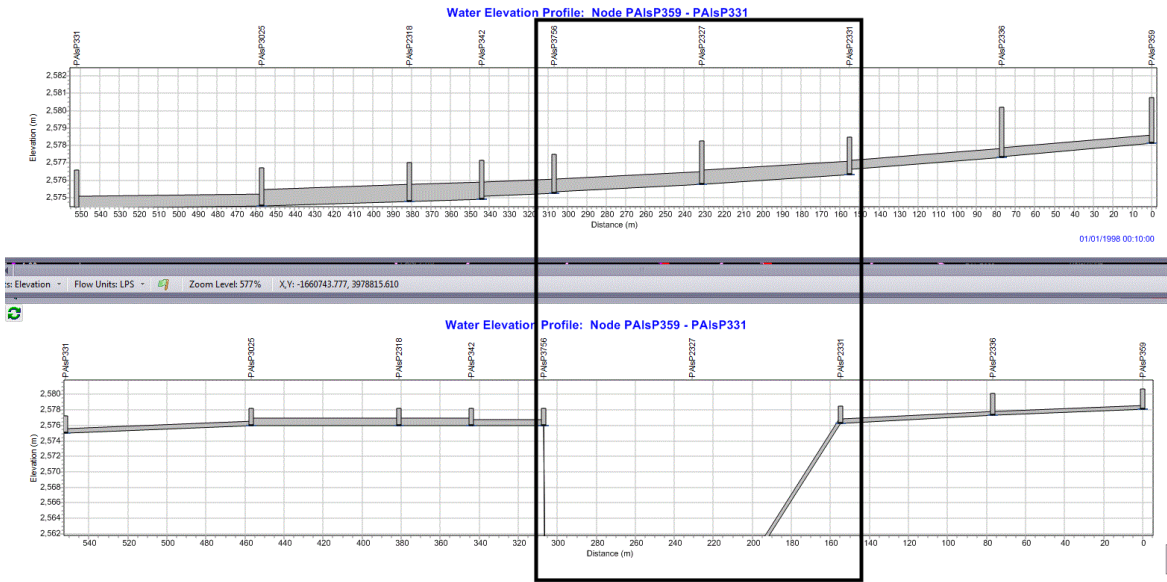 Water Elevation Profile: Node PAlsP359 - PAlsP331
PAlsP331 PAlsP3025 PAlsP2318 PAlsP342 PAlsP3756 PAlsP2327 PAlsP2331 PAlsP2336 PAlsP359
2,582
2,581
2,580
2,579
2,578
2,577
2,576
2,575
Elevation (m)
550 540 530 520 510 500 490 480 470 460 450 440 430 420 410 400 390 380 370 360 350 340 330 320 310 300 290 280 270 260 250 240 230 220 210 200 190 180 170 160 150 140 130 120 110 100 90 80 70 60 50 40 30 20 10 0
Distance (m)
01/01/1998 00:10:00
s: Elevation Flow Units: LPS Zoom Level: 577% X,Y: -1660743.777, 3978815.610
Water Elevation Profile: Node PAlsP359 - PAlsP331
PAlsP331 PAlsP3025 PAlsP2318 PAlsP342 PAlsP3756 PAlsP2327 PAlsP2331 PAlsP2336 PAlsP359
2,580
2,578
2,576
2,574
2,572
2,570
2,568
2,566
2,564
2,562
Elevation (m)
540 520 500 480 460 440 420 400 380 360 340 320 300 280 260 240 220 200 180 160 140 120 100 80 60 40 20 0
Distance (m)